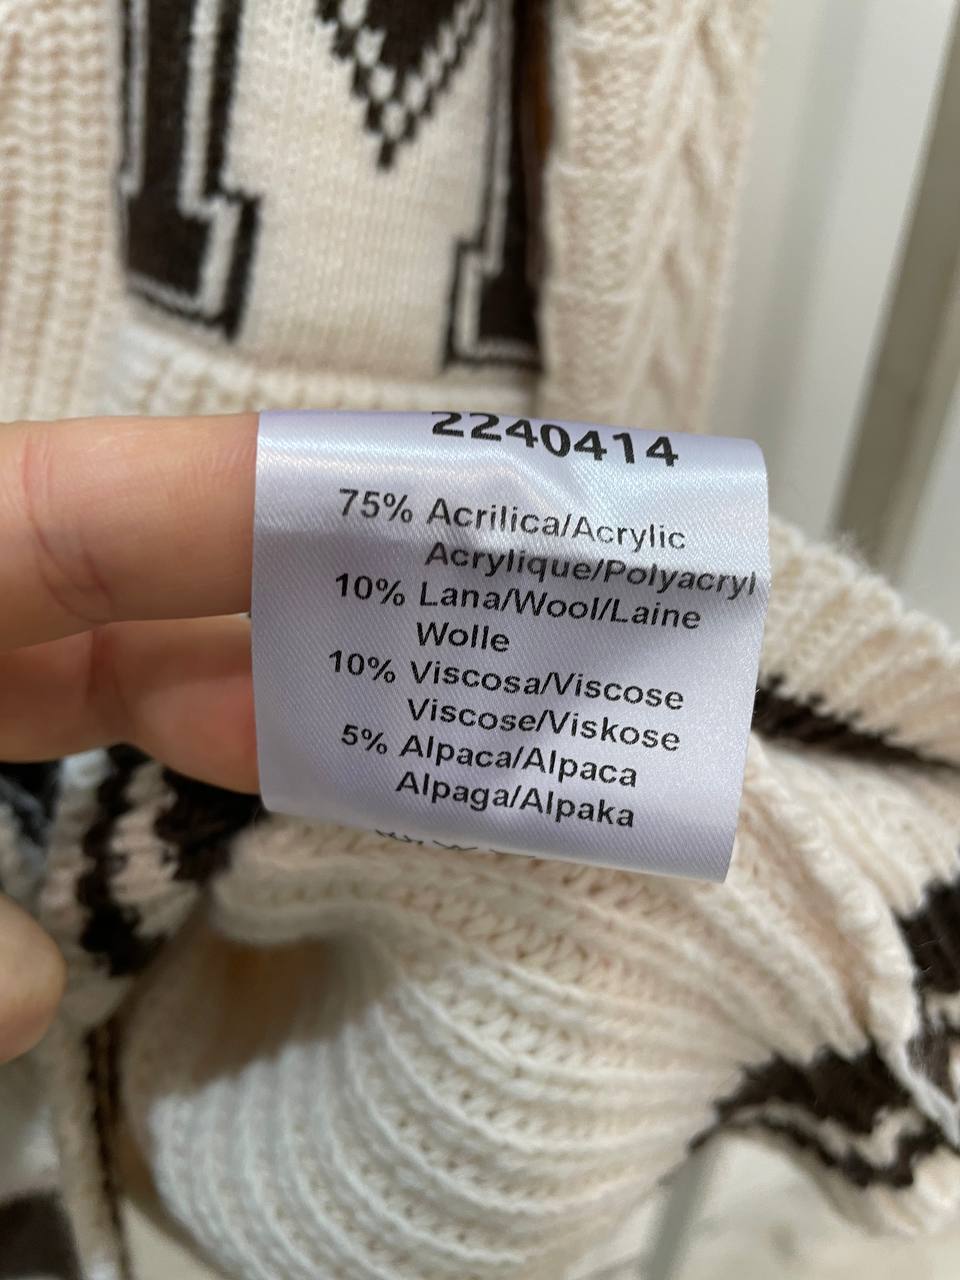 2240414
75% Acrilica/Acrylic
Acrylique/Polyacryl
10% Lana/Wool/Laine
Wolle
10% Viscosa/Viscose
Viscose/Viskose
5% Alpaca/Alpaca
Alpaga/Alpaka